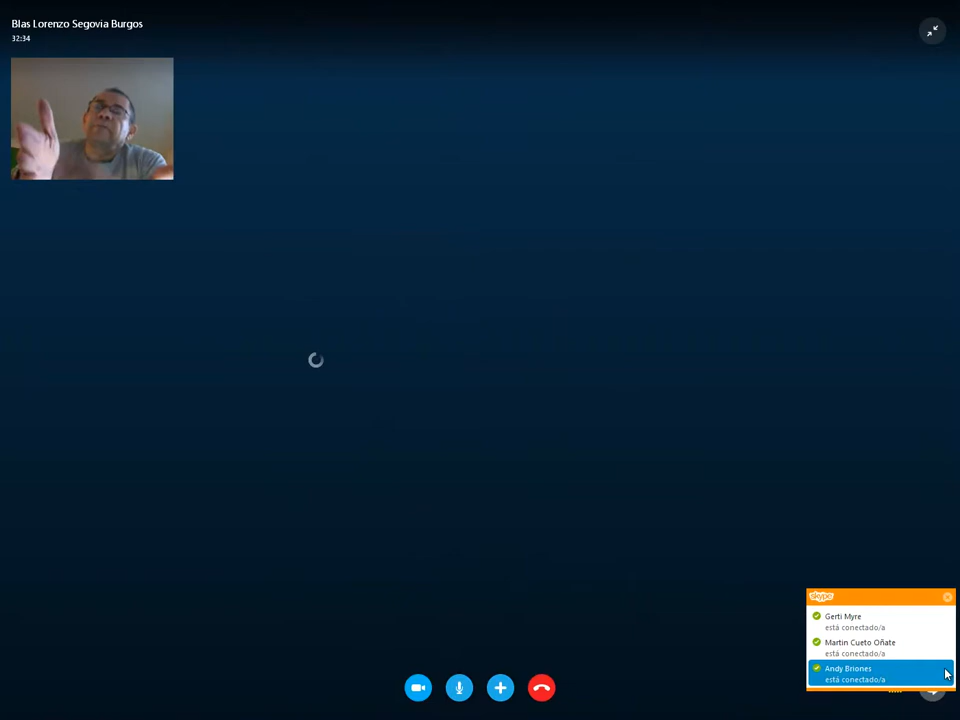 Blas Lorenzo Segovia Burgos
32:34
skype
Gerti Myre
está conectado/a
Martin Cueto Oñate
está conectado/a
Andy Briones
está conectado/a